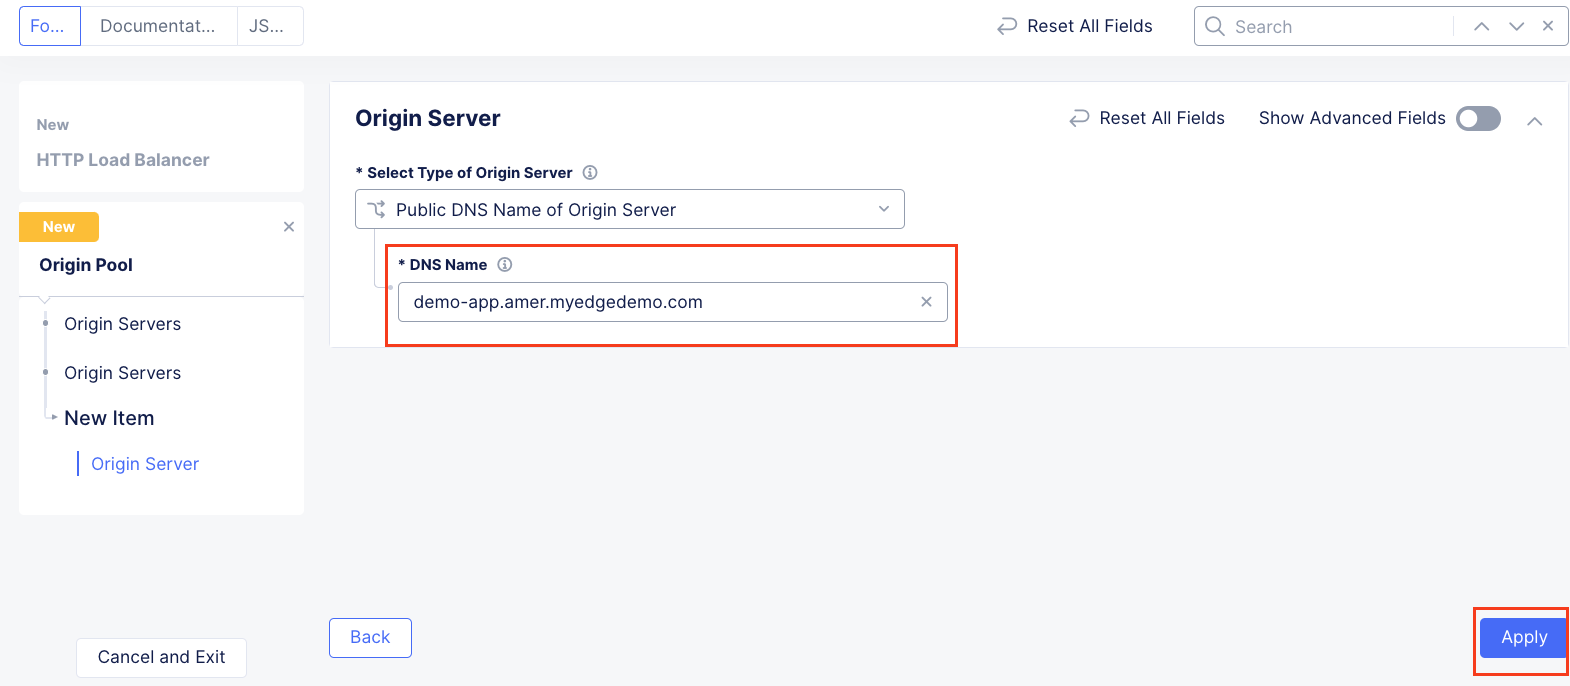 Fo...
Documentat...
JS...
Reset All Fields
Search
New
HTTP Load Balancer
New
Origin Pool
Origin Servers
Origin Servers
New Item
Origin Server
Cancel and Exit
Origin Server
Reset All Fields
Show Advanced Fields
* Select Type of Origin Server
Public DNS Name of Origin Server
* DNS Name
demo-app.amer.myedgedemo.com
Back
Apply